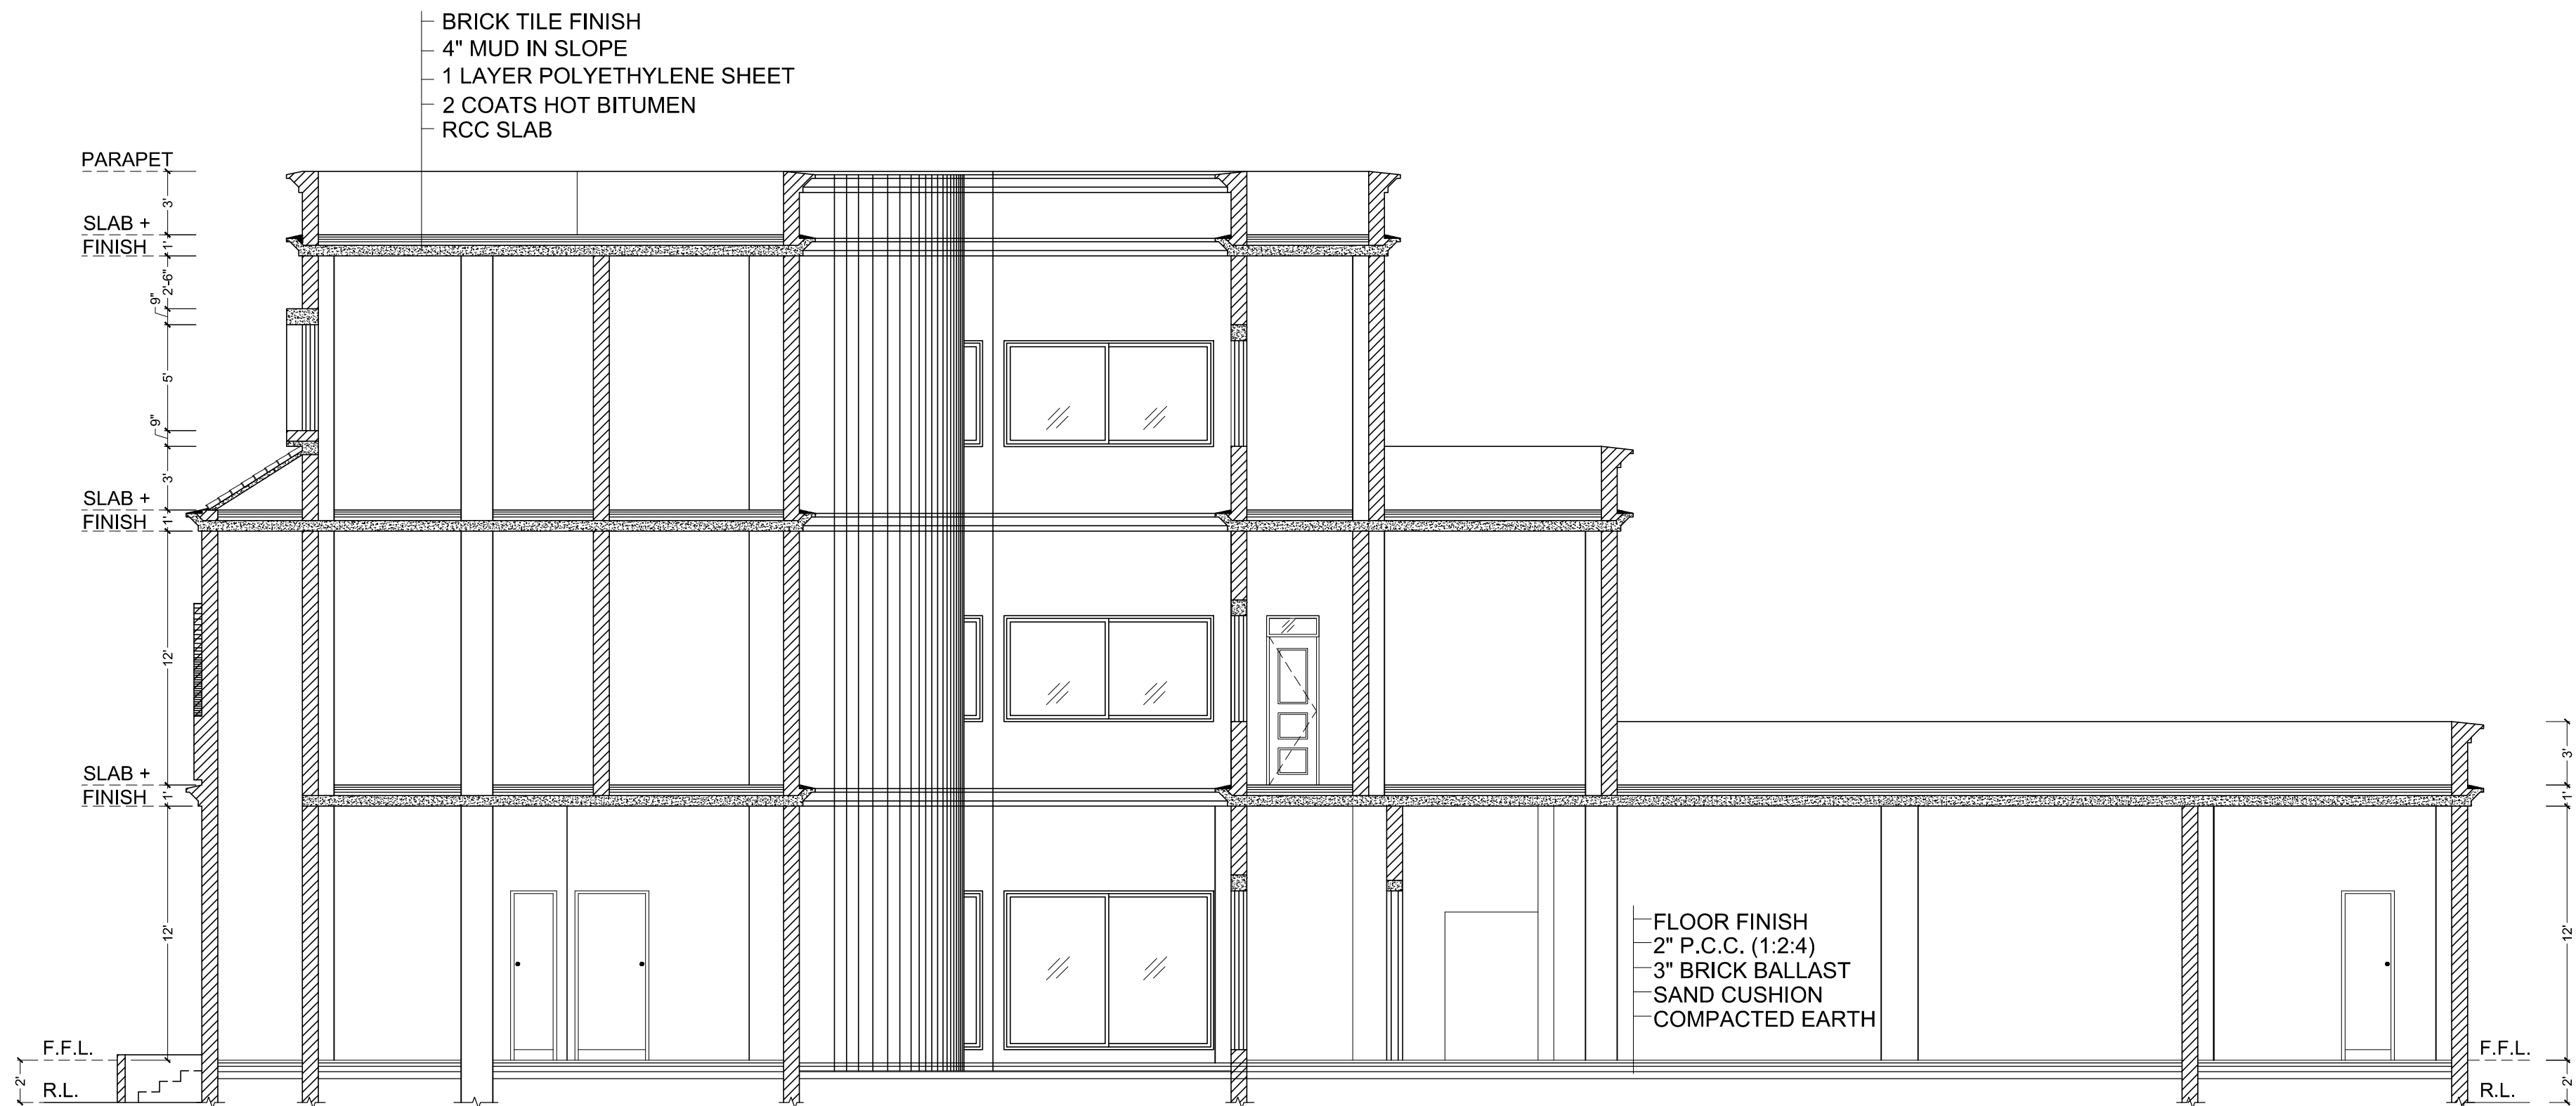 BRICK TILE FINISH
4" MUD IN SLOPE
1 LAYER POLYETHYLENE SHEET
2 COATS HOT BITUMEN
RCC SLAB
PARAPET
3'
SLAB +
FINISH
1'
2'-6"
9"
5'
9"
3'
SLAB +
FINISH
1'
12'
SLAB +
FINISH
1'
12'
F.F.L.
2'
R.L.
FLOOR FINISH
2" P.C.C. (1:2:4)
3" BRICK BALLAST
SAND CUSHION
COMPACTED EARTH
3'
1'
12'
F.F.L.
2'
R.L.